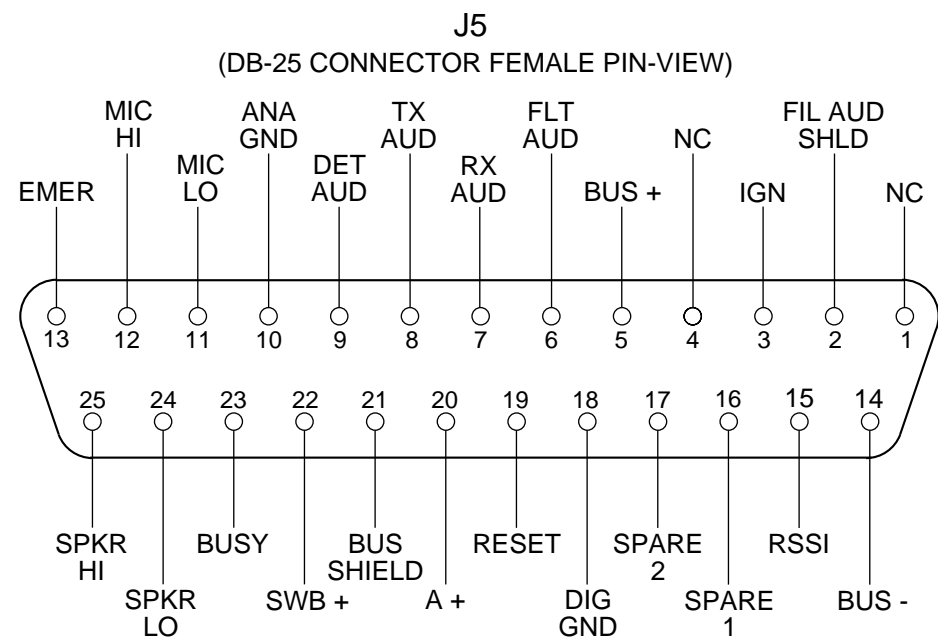 J5
(DB-25 CONNECTOR FEMALE PIN-VIEW)
EMER
MIC
HI
MIC
LO
ANA
GND
DET
AUD
TX
AUD
RX
AUD
FLT
AUD
BUS +
NC
IGN
FIL AUD
SHLD
NC
13 12 11 10 9 8 7 6 5 4 3 2 1
25 24 23 22 21 20 19 18 17 16 15 14
SPKR
HI
SPKR
LO
BUSY
SWB +
BUS
SHIELD
A +
RESET
DIG
GND
SPARE
2
SPARE
1
RSSI
BUS -